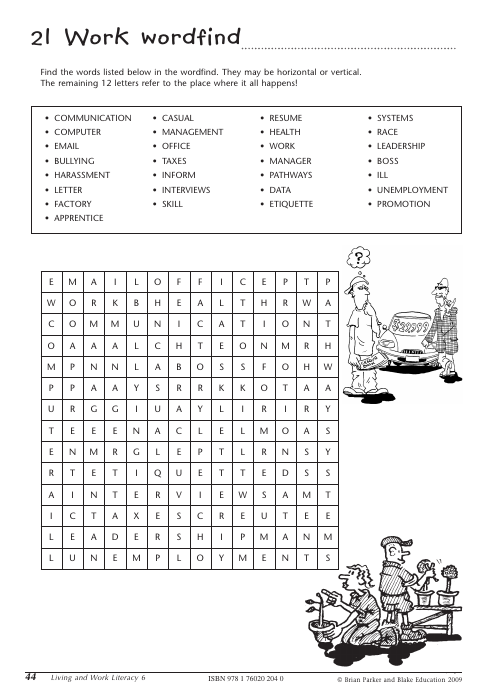 21 Work wordfind
Find the words listed below in the wordfind. They may be horizontal or vertical.
The remaining 12 letters refer to the place where it all happens!
• COMMUNICATION • CASUAL • RESUME • SYSTEMS
• COMPUTER • MANAGEMENT • HEALTH • RACE
• EMAIL • OFFICE • WORK • LEADERSHIP
• BULLYING • TAXES • MANAGER • BOSS
• HARASSMENT • INFORM • PATHWAYS • ILL
• LETTER • INTERVIEWS • DATA • UNEMPLOYMENT
• FACTORY • SKILL • ETIQUETTE • PROMOTION
• APPRENTICE
?
$29,999
E M A I L O F F I C E P T P
W O R K B H E A L T H R W A
C O M M U N I C A T I O N T
O A A A L C H T E O N M R H
M P N N L A B O S S F O H W
P P A A Y S R R K K O T A A
U R G G I U A Y L I R I R Y
T E E E N A C L E L M O A S
E N M R G L E P T L R N S Y
R T E T I Q U E T T E D S S
A I N T E R V I E W S A M T
I C T A X E S C R E U T E E
L E A D E R S H I P M A N M
L U N E M P L O Y M E N T S
44 Living and Work Literacy 6 ISBN 978 1 76020 204 0 © Brian Parker and Blake Education 2009